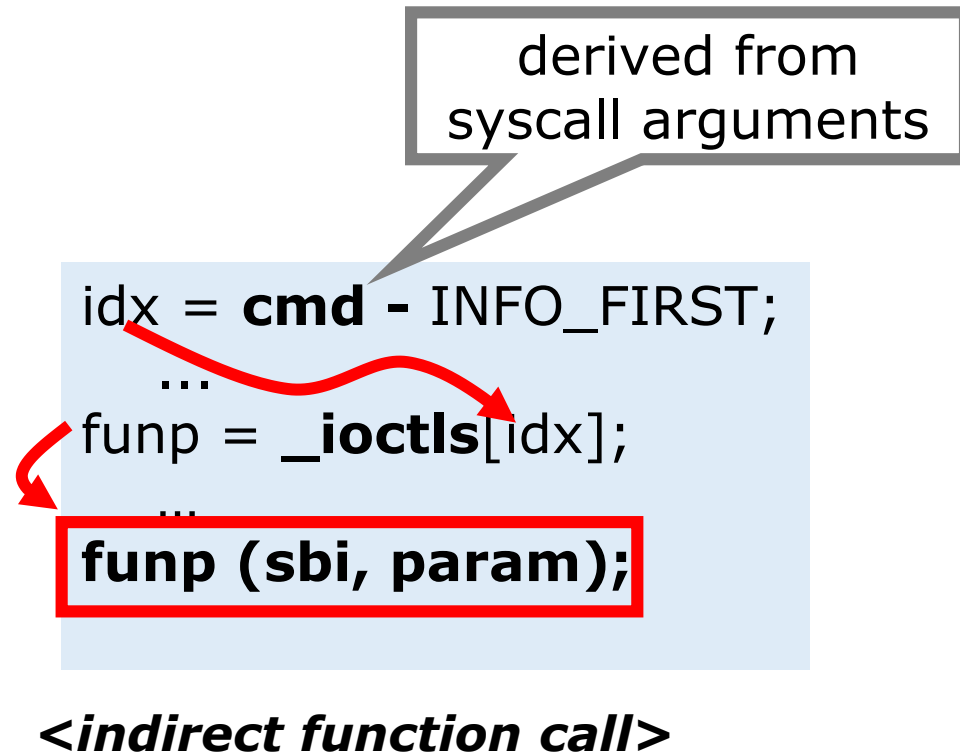 derived from
syscall arguments
idx = cmd - INFO_FIRST;
...
funp = _ioctls[idx];
...
funp (sbi, param);
<indirect function call>